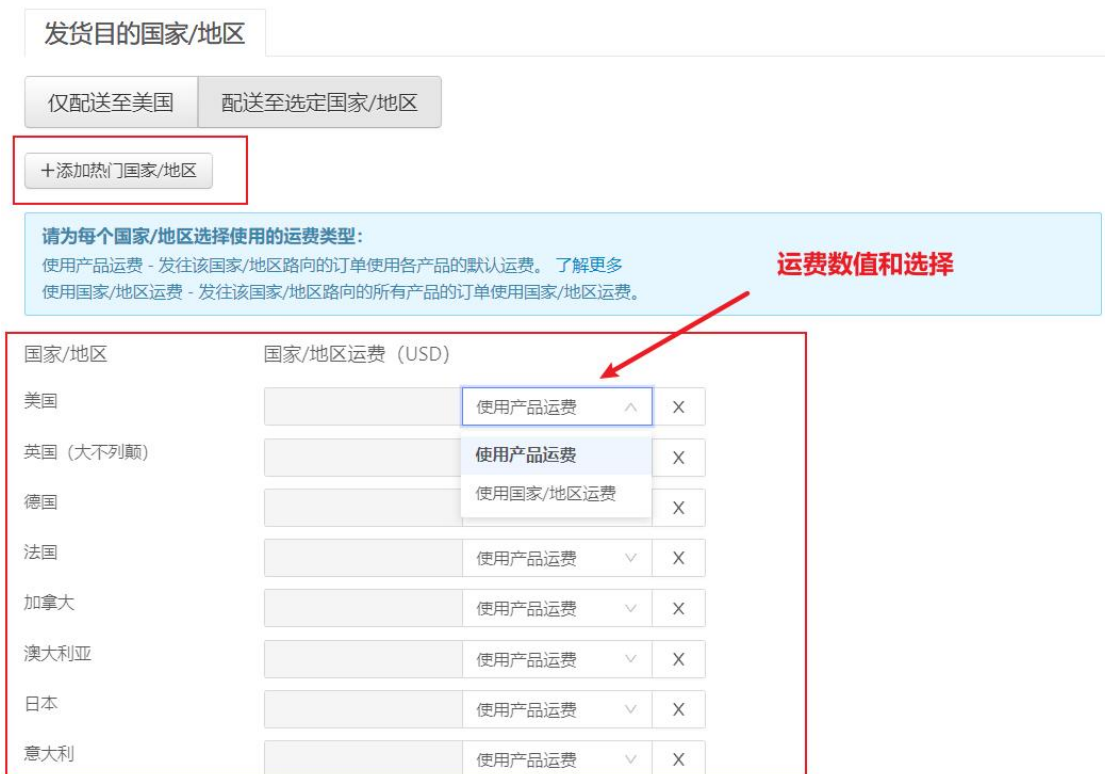 发货目的国家/地区
仅配送至美国 配送至选定国家/地区
+添加热门国家/地区
请为每个国家/地区选择使用的运费类型：
使用产品运费 - 发往该国家/地区路向的订单使用各产品的默认运费。 了解更多
使用国家/地区运费 - 发往该国家/地区路向的所有产品的订单使用国家/地区运费。
运费数值和选择
国家/地区 国家/地区运费（USD）
美国 使用产品运费 X
英国（大不列颠） 使用产品运费 X
使用国家/地区运费
德国 X
法国 使用产品运费 X
加拿大 使用产品运费 X
澳大利亚 使用产品运费 X
日本 使用产品运费 X
意大利 使用产品运费 X